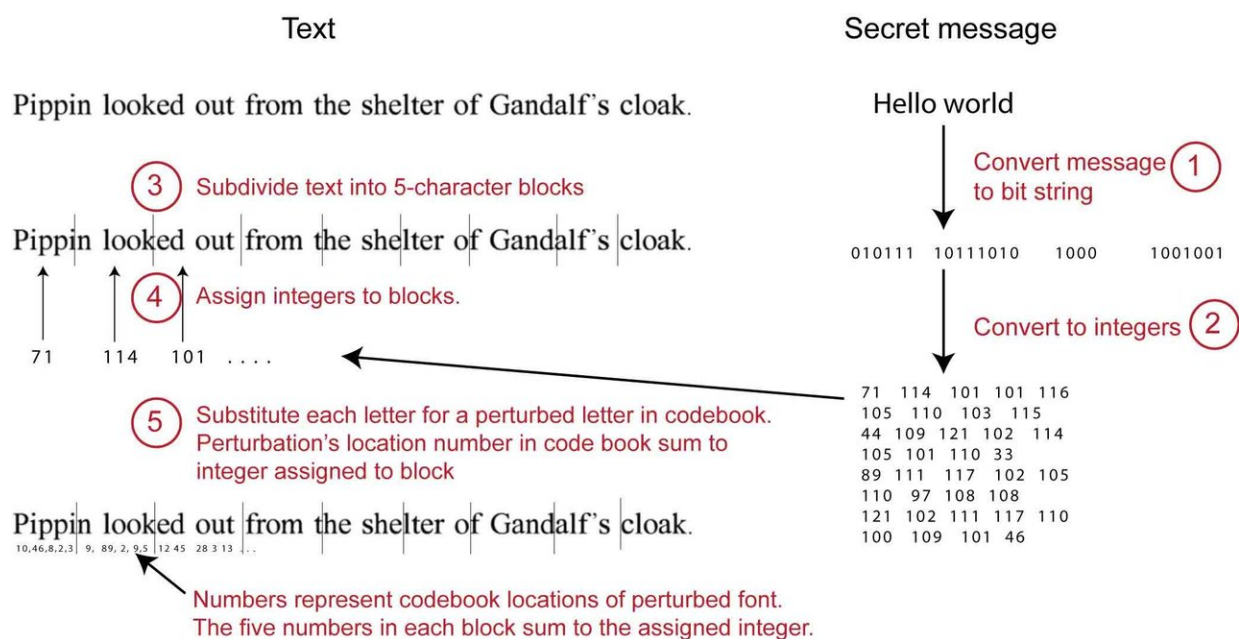 Text
Secret message
Pippin looked out from the shelter of Gandalf's cloak.
Hello world
3 Subdivide text into 5-character blocks
Convert message 1
to bit string
Pippin looked out from the shelter of Gandalf's cloak.
010111 10111010 1000 1001001
4 Assign integers to blocks.
Convert to integers 2
71 114 101 . . . .
71 114 101 101 116
105 110 103 115
44 109 121 102 114
105 101 110 33
89 111 117 102 105
110 97 108 108
121 102 111 117 110
100 109 101 46
5 Substitute each letter for a perturbed letter in codebook.
Perturbation's location number in code book sum to
integer assigned to block
Pippin looked out from the shelter of Gandalf's cloak.
10,46,8,2,3 9, 89, 2, 9,5 12 45 28 3 13 . . .
Numbers represent codebook locations of perturbed font.
The five numbers in each block sum to the assigned integer.